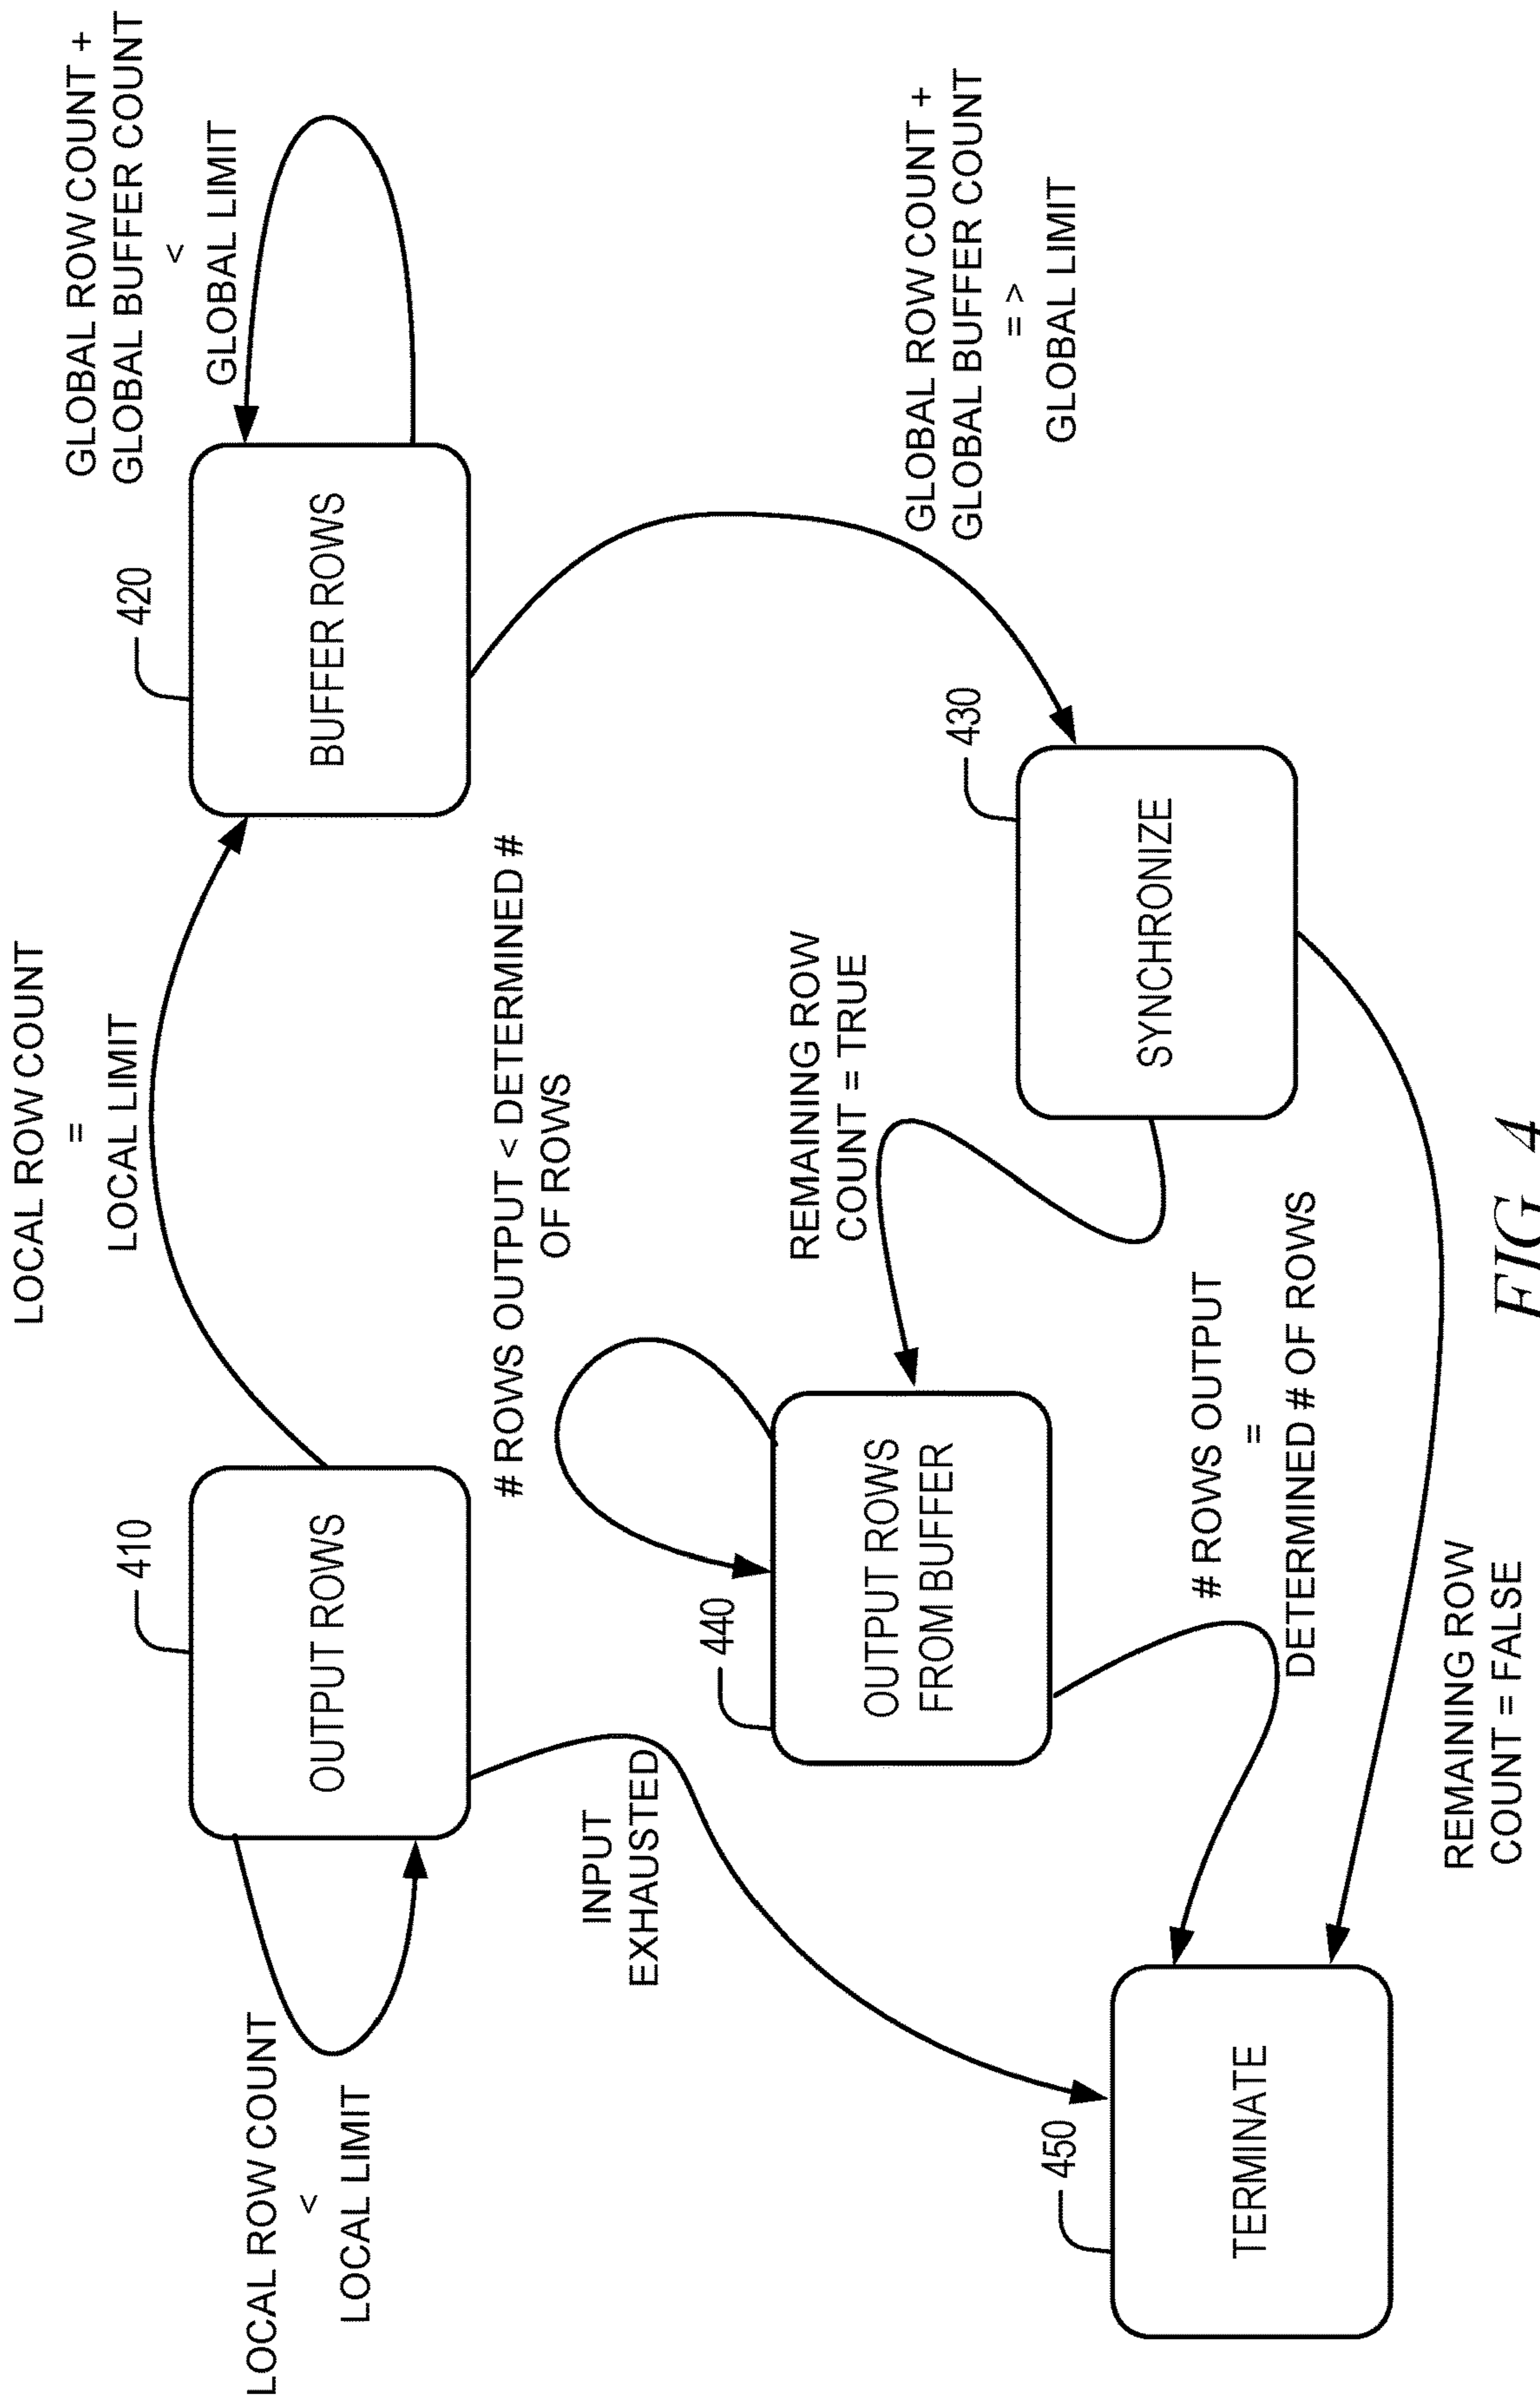 LOCAL ROW COUNT
=
LOCAL LIMIT
GLOBAL ROW COUNT +
GLOBAL BUFFER COUNT
<
GLOBAL LIMIT
410
420
LOCAL ROW COUNT
<
LOCAL LIMIT
OUTPUT ROWS
BUFFER ROWS
# ROWS OUTPUT < DETERMINED #
OF ROWS
INPUT
EXHAUSTED
440
OUTPUT ROWS
FROM BUFFER
REMAINING ROW
COUNT = TRUE
430
GLOBAL ROW COUNT +
GLOBAL BUFFER COUNT
= >
GLOBAL LIMIT
SYNCHRONIZE
450
TERMINATE
# ROWS OUTPUT
=
DETERMINED # OF ROWS
REMAINING ROW
COUNT = FALSE
FIG 4